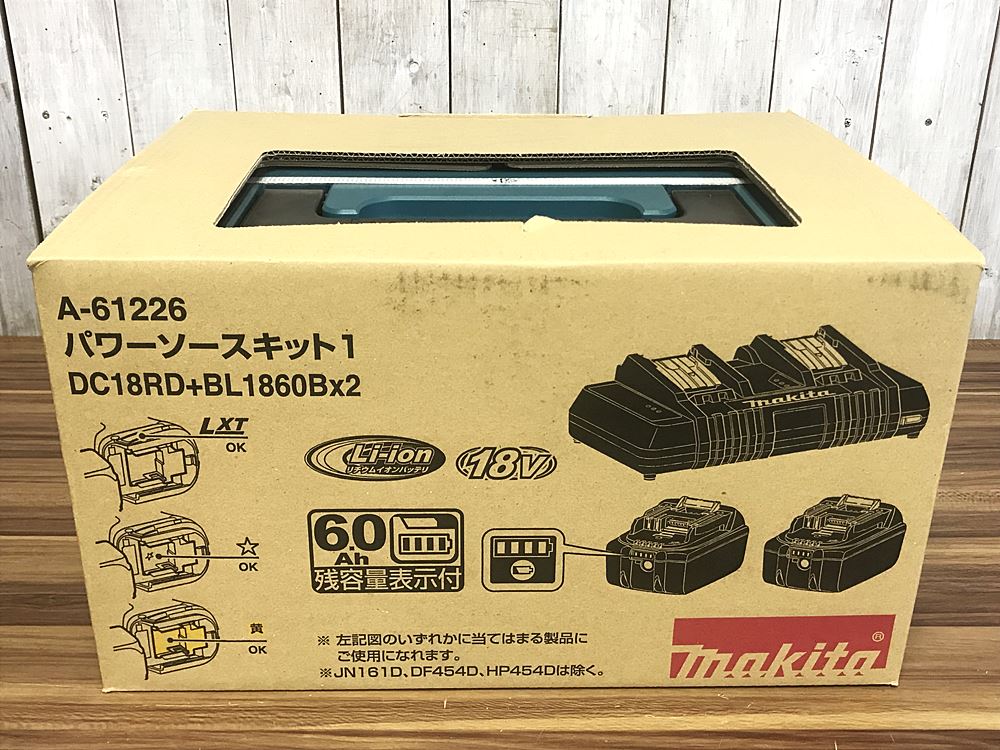 A-61226
パワーソースキット1
DC18RD+BL1860Bx2
LXT
OK
☆
OK
黄
OK
Li-ion
リチウムイオンバッテリ
18V
makita
6.0
Ah
残容量表示付
※ 左記図のいずれかに当てはまる製品に
ご使用になれます。
※JN161D、DF454D、HP454Dは除く。
makita®